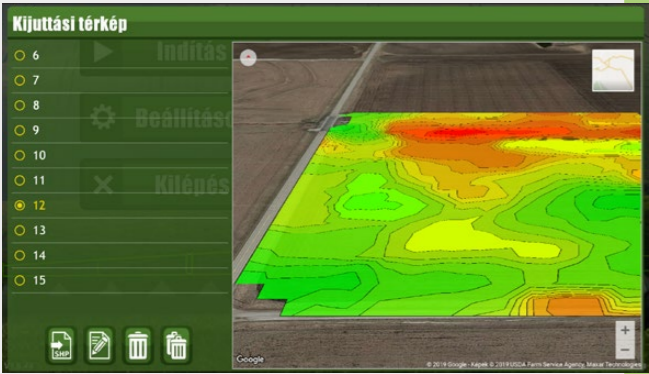 Kijuttási térkép
6
7
8
9
10
11
12
13
14
15
Indítás
Beállításo
Kilépés
SHP
Google
+
−
© 2019 Google - Képek © 2019 USDA Farm Service Agency, Maxar Technologies